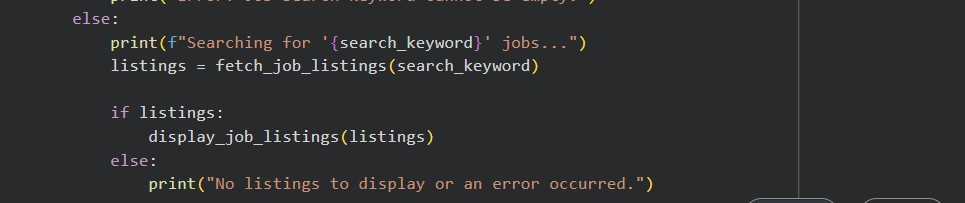 else:
print(f"Searching for '{search_keyword}' jobs...")
listings = fetch_job_listings(search_keyword)
if listings:
display_job_listings(listings)
else:
print("No listings to display or an error occurred.")